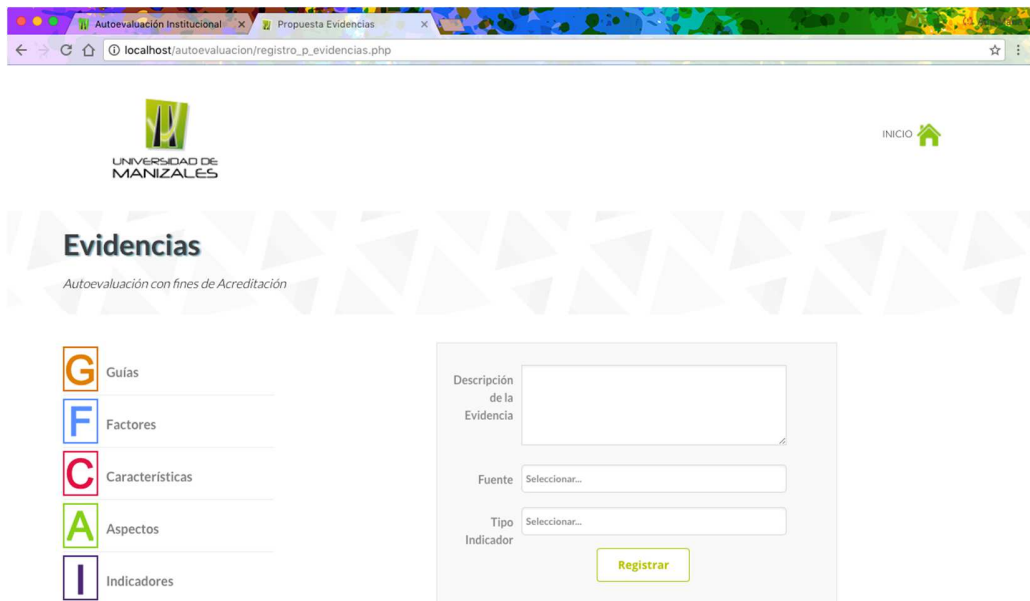 Autoevaluación Institucional
Propuesta Evidencias
localhost/autoevaluacion/registro_p_evidencias.php
UNIVERSIDAD DE
MANIZALES
INICIO
Evidencias
Autoevaluación con fines de Acreditación
G Guías
F Factores
C Características
A Aspectos
I Indicadores
Descripción
de la
Evidencia
Fuente Seleccionar...
Tipo Seleccionar...
Indicador
Registrar